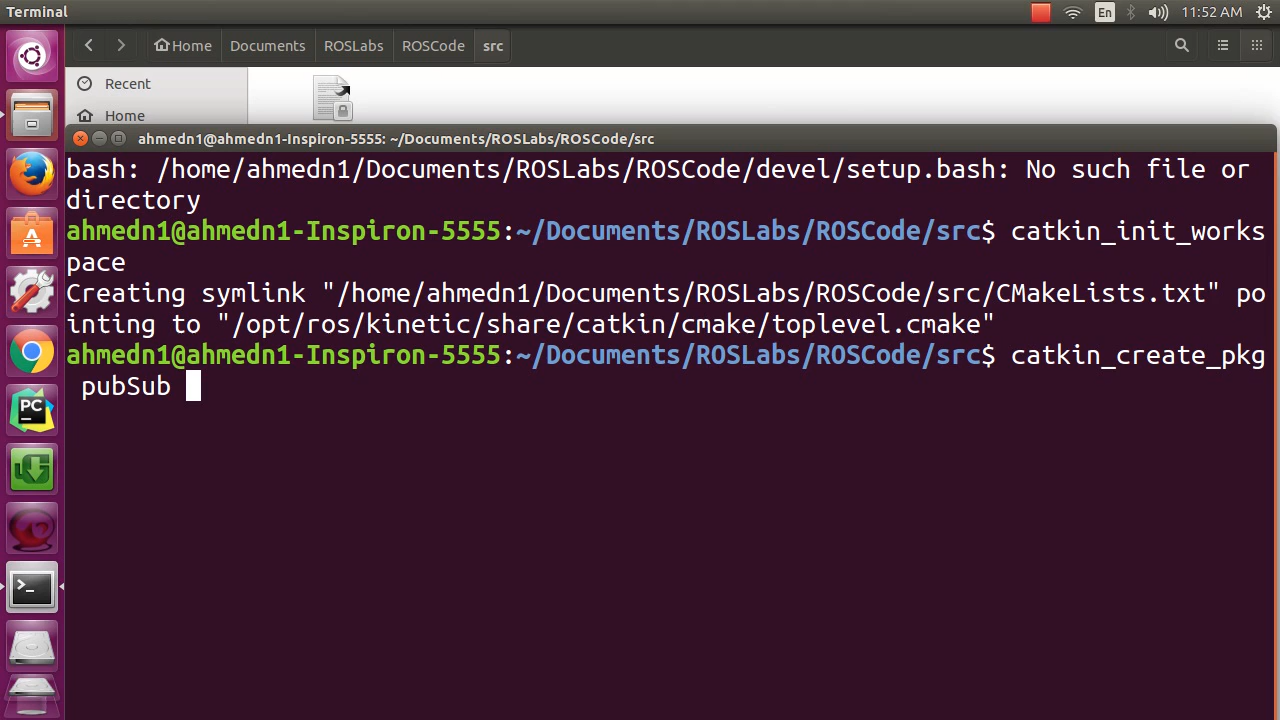 Terminal
En
11:52 AM
Home
Documents
ROSLabs
ROSCode
src
Recent
Home
ahmedn1@ahmedn1-Inspiron-5555: ~/Documents/ROSLabs/ROSCode/src
bash: /home/ahmedn1/Documents/ROSLabs/ROSCode/devel/setup.bash: No such file or
directory
ahmedn1@ahmedn1-Inspiron-5555:~/Documents/ROSLabs/ROSCode/src$ catkin_init_works
pace
Creating symlink "/home/ahmedn1/Documents/ROSLabs/ROSCode/src/CMakeLists.txt" po
inting to "/opt/ros/kinetic/share/catkin/cmake/toplevel.cmake"
ahmedn1@ahmedn1-Inspiron-5555:~/Documents/ROSLabs/ROSCode/src$ catkin_create_pkg
pubSub
PC